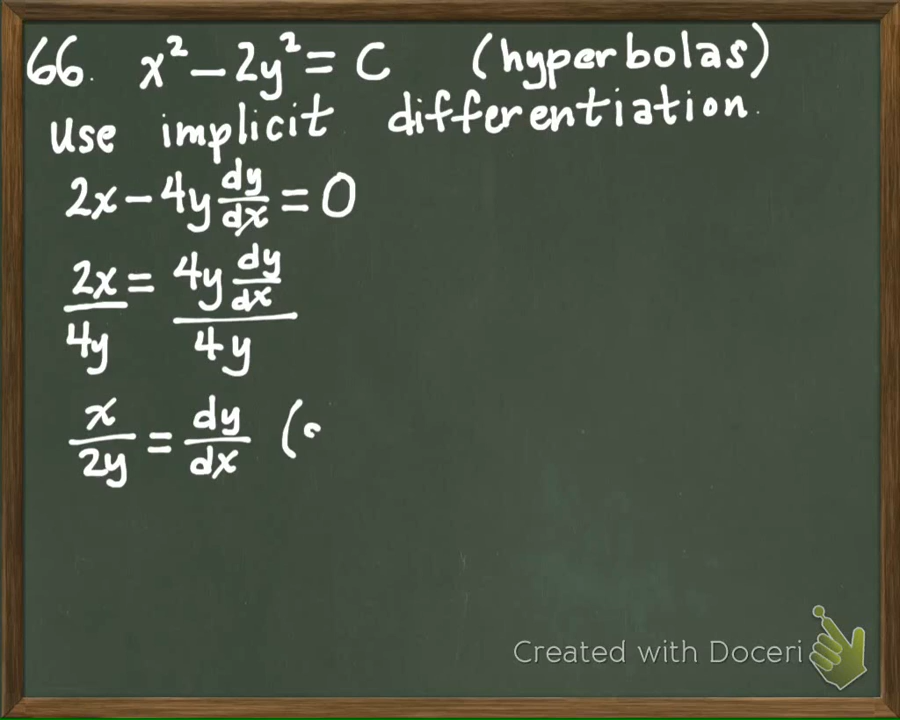 66. x² - 2y² = C (hyperbolas)
Use implicit differentiation.
2x - 4y dy/dx = 0
2x/4y = 4y dy/dx / 4y
x/2y = dy/dx (
Created with Doceri